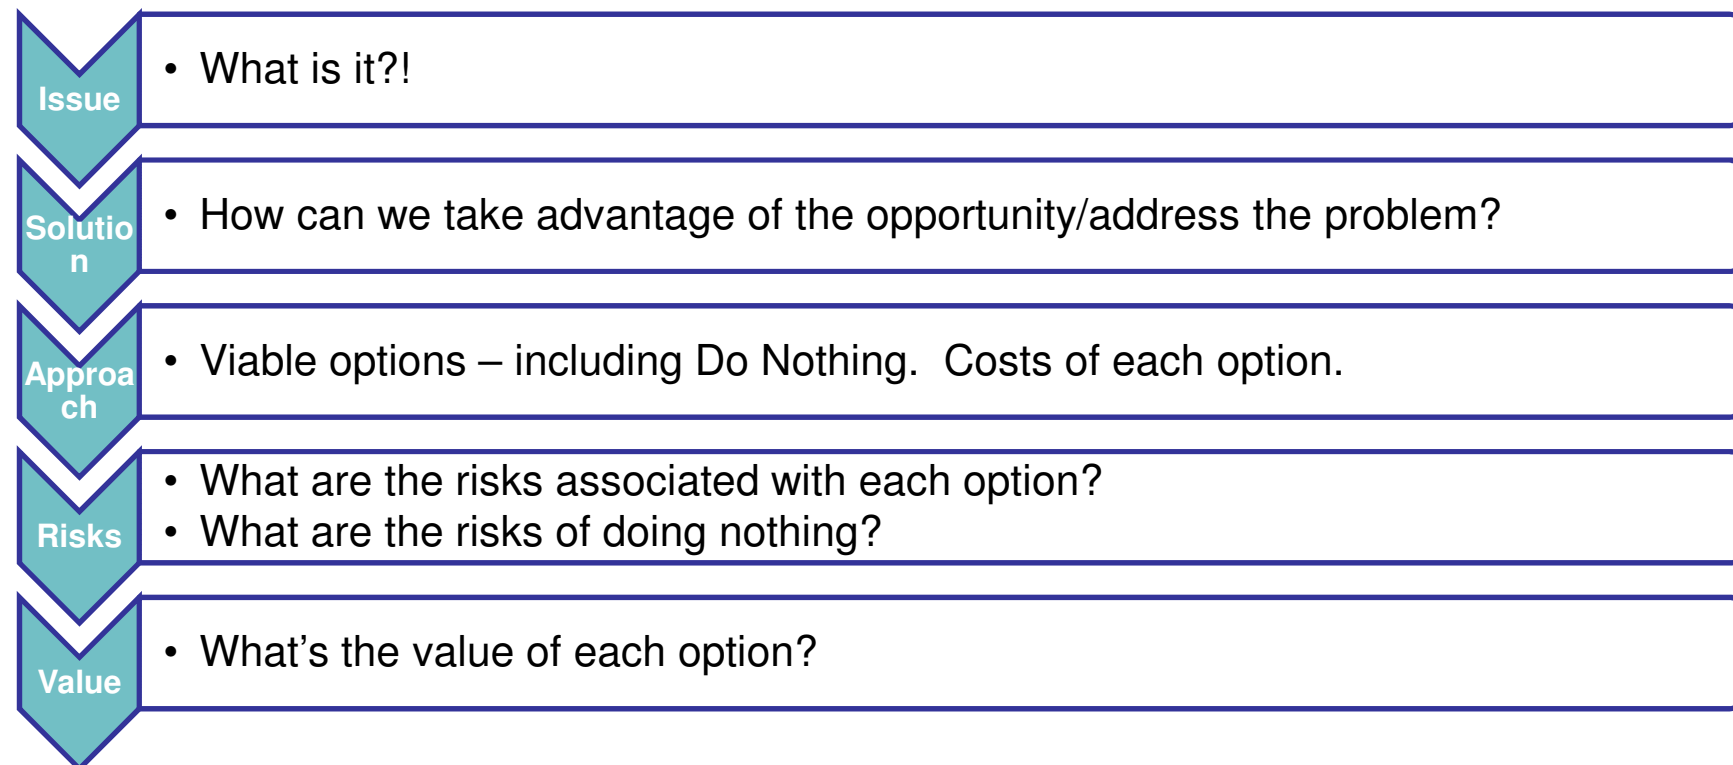 Issue
• What is it?!
Solutio
n
• How can we take advantage of the opportunity/address the problem?
Approa
ch
• Viable options – including Do Nothing.  Costs of each option.
Risks
• What are the risks associated with each option?
• What are the risks of doing nothing?
Value
• What’s the value of each option?